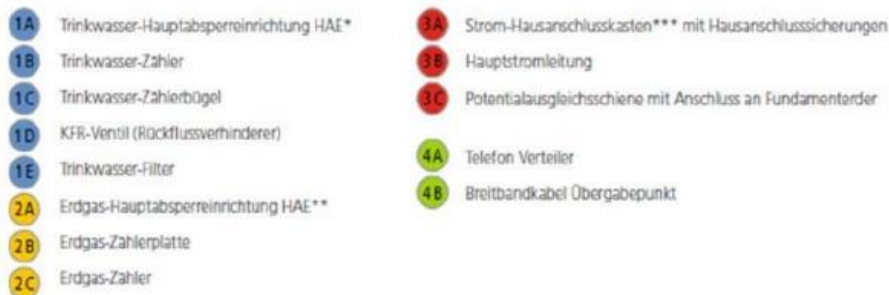 1A Trinkwasser-Hauptabsperreinrichtung HAE*
1B Trinkwasser-Zähler
1C Trinkwasser-Zählerbügel
1D KFR-Ventil (Rückflussverhinderer)
1E Trinkwasser-Filter
2A Erdgas-Hauptabsperreinrichtung HAE**
2B Erdgas-Zählerplatte
2C Erdgas-Zähler
3A Strom-Hausanschlusskasten*** mit Hausanschlusssicherungen
3B Hauptstromleitung
3C Potentialausgleichsschiene mit Anschluss an Fundamenterder
4A Telefon Verteiler
4B Breitbandkabel Übergabepunkt